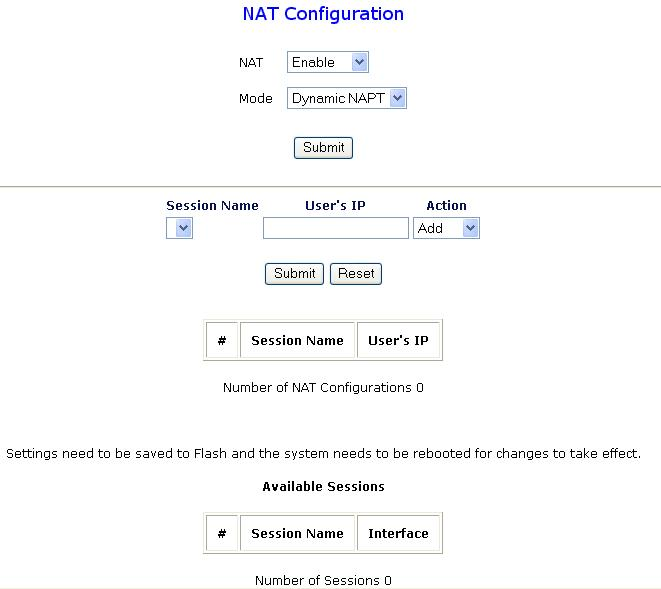 NAT Configuration
NAT Enable
Mode Dynamic NAPT
Submit
Session Name User's IP Action
Add
Submit Reset
# Session Name User's IP
Number of NAT Configurations 0
Settings need to be saved to Flash and the system needs to be rebooted for changes to take effect.
Available Sessions
# Session Name Interface
Number of Sessions 0